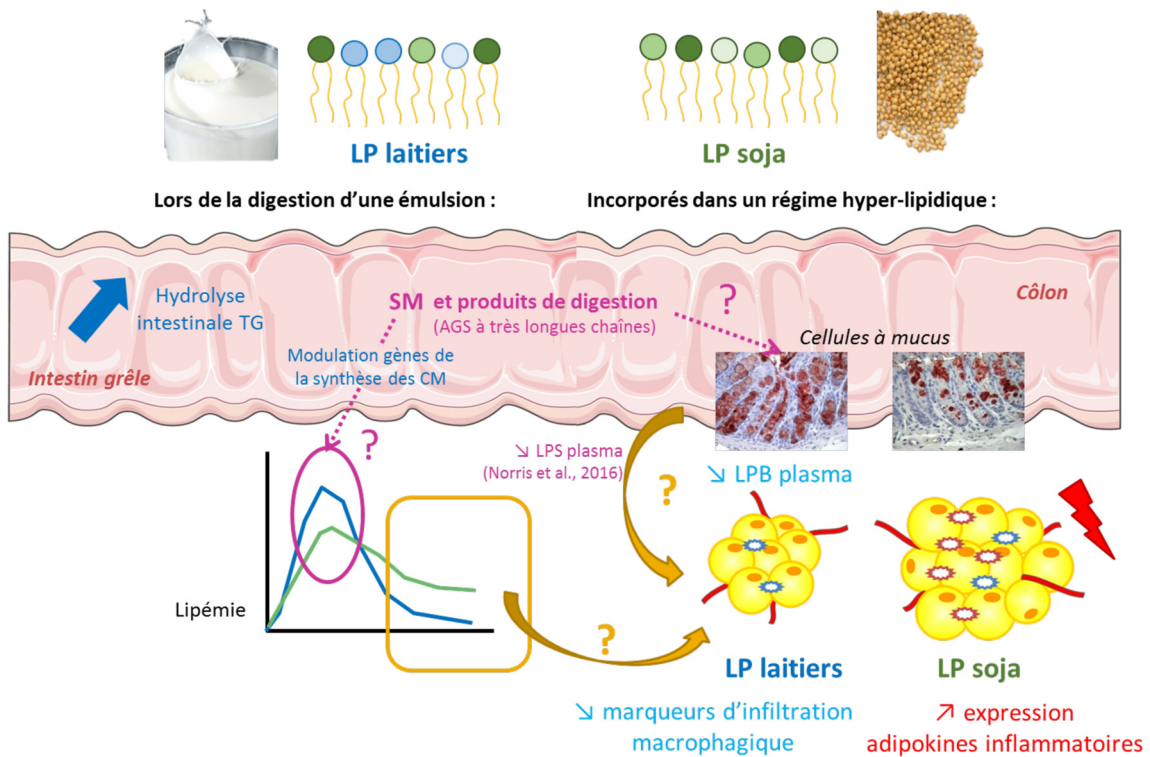 LP laitiers
LP soja
Lors de la digestion d’une émulsion :
Incorporés dans un régime hyper-lipidique :
Hydrolyse
intestinale TG
SM et produits de digestion
(AGS à très longues chaînes)
?
Côlon
Cellules à mucus
Modulation gènes de
la synthèse des CM
Intestin grêle
?
↘ LPS plasma
(Norris et al., 2016)
?
↘ LPB plasma
Lipémie
?
LP laitiers
LP soja
↘ marqueurs d’infiltration
macrophagique
↗ expression
adipokines inflammatoires